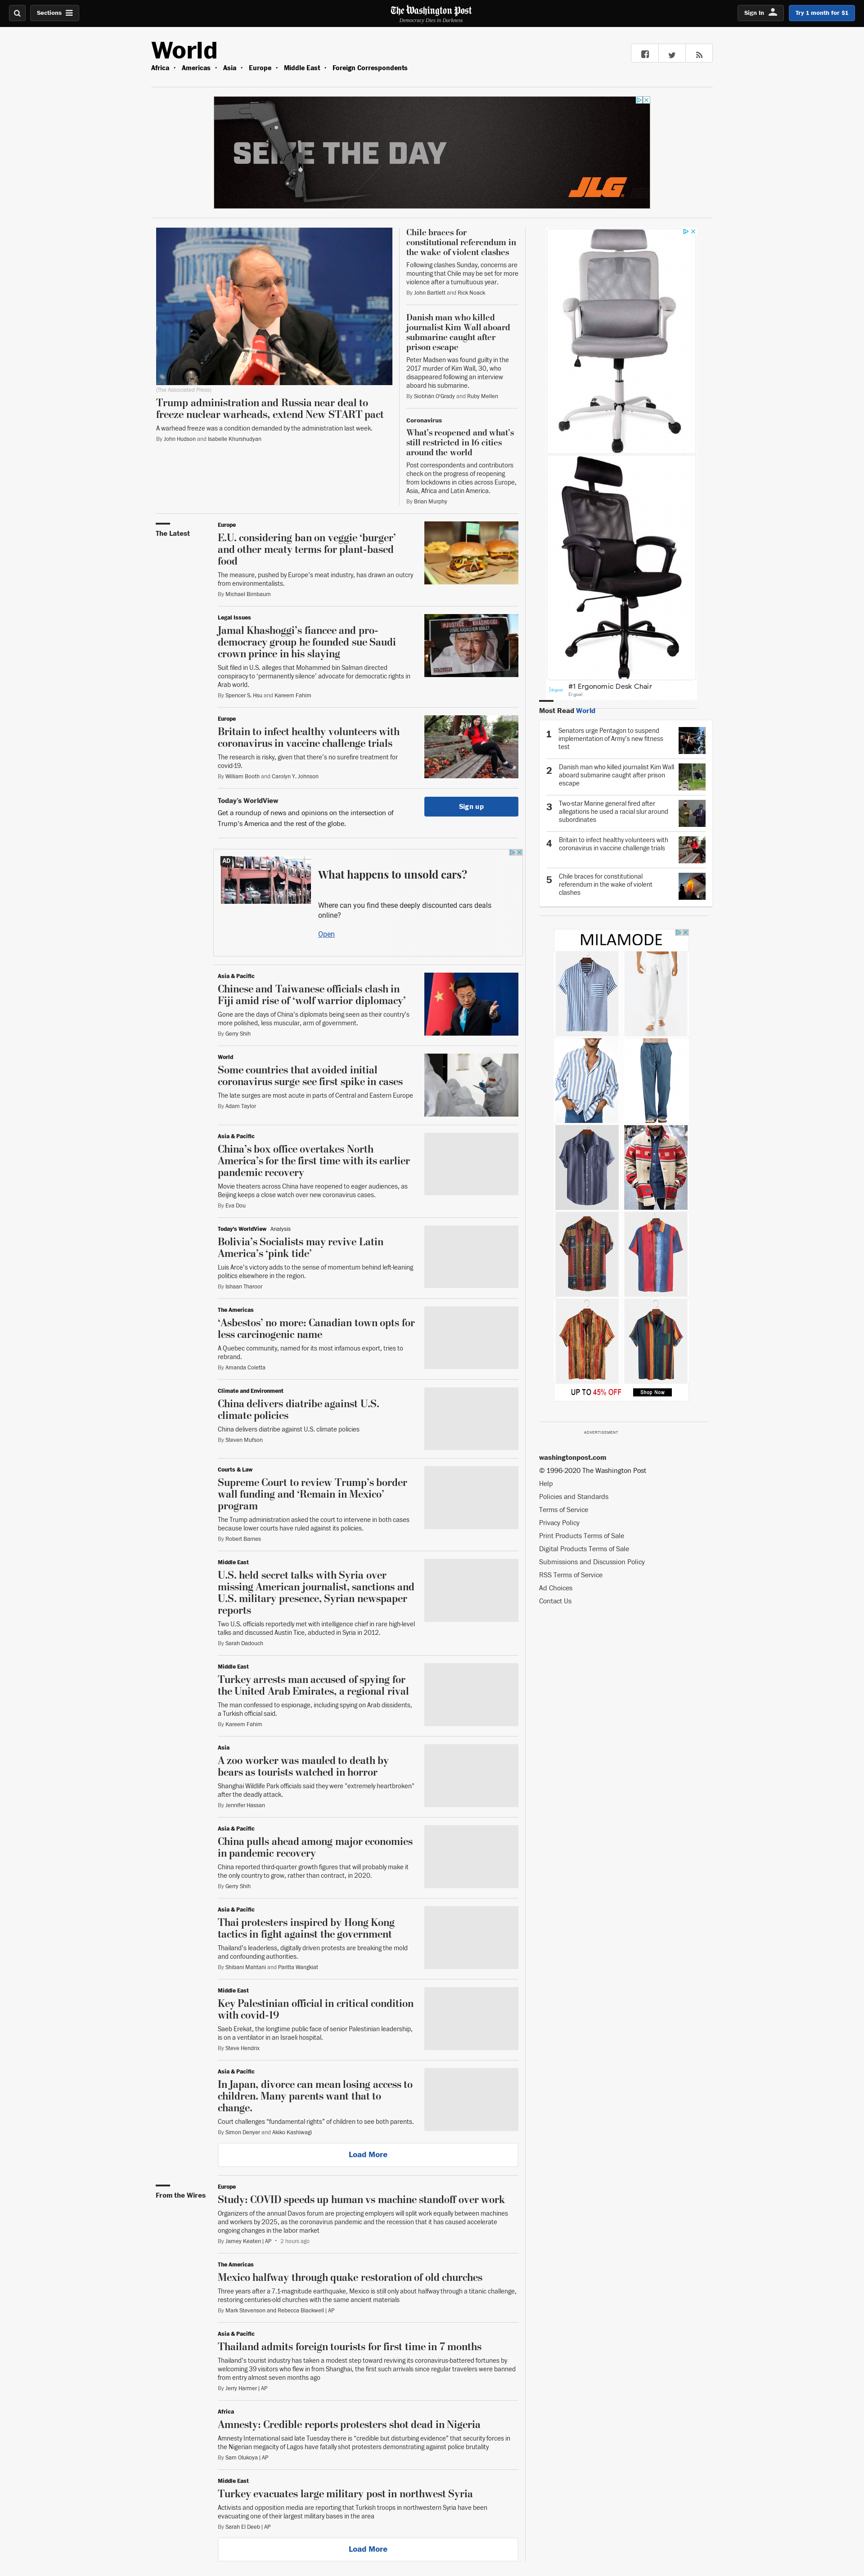 Sections
The Washington Post
Democracy Dies in Darkness
Sign In
Try 1 month for $1
World
Africa • Americas • Asia • Europe • Middle East • Foreign Correspondents
SEIZE THE DAY
JLG
(The Associated Press)
Trump administration and Russia near deal to
freeze nuclear warheads, extend New START pact
A warhead freeze was a condition demanded by the administration last week.
By John Hudson and Isabelle Khurshudyan
Chile braces for
constitutional referendum in
the wake of violent clashes
Following clashes Sunday, concerns are
mounting that Chile may be set for more
violence after a tumultuous year.
By John Bartlett and Rick Noack
Danish man who killed
journalist Kim Wall aboard
submarine caught after
prison escape
Peter Madsen was found guilty in the
2017 murder of Kim Wall, 30, who
disappeared following an interview
aboard his submarine.
By Siobhán O'Grady and Ruby Mellen
Coronavirus
What's reopened and what's
still restricted in 16 cities
around the world
Post correspondents and contributors
check on the progress of reopening
from lockdowns in cities across Europe,
Asia, Africa and Latin America.
By Brian Murphy
The Latest
Europe
E.U. considering ban on veggie ‘burger’
and other meaty terms for plant-based
food
The measure, pushed by Europe's meat industry, has drawn an outcry
from environmentalists.
By Michael Birnbaum
Legal Issues
Jamal Khashoggi’s fiancee and pro-
democracy group he founded sue Saudi
crown prince in his slaying
Suit filed in U.S. alleges that Mohammed bin Salman directed
conspiracy to ‘permanently silence’ advocate for democratic rights in
Arab world.
By Spencer S. Hsu and Kareem Fahim
Europe
Britain to infect healthy volunteers with
coronavirus in vaccine challenge trials
The research is risky, given that there’s no surefire treatment for
covid-19.
By William Booth and Carolyn Y. Johnson
Today's WorldView
Get a roundup of news and opinions on the intersection of
Trump's America and the rest of the globe.
Sign up
AD
What happens to unsold cars?
Where can you find these deeply discounted cars deals
online?
Open
Asia & Pacific
Chinese and Taiwanese officials clash in
Fiji amid rise of ‘wolf warrior diplomacy’
Gone are the days of China's diplomats being seen as their country's
more polished, less muscular, arm of government.
By Gerry Shih
World
Some countries that avoided initial
coronavirus surge see first spike in cases
The late surges are most acute in parts of Central and Eastern Europe
By Adam Taylor
Asia & Pacific
China’s box office overtakes North
America’s for the first time with its earlier
pandemic recovery
Movie theaters across China have reopened to eager audiences, as
Beijing keeps a close watch over new coronavirus cases.
By Eva Dou
Today's WorldView Analysis
Bolivia’s Socialists may revive Latin
America’s ‘pink tide’
Luis Arce's victory adds to the sense of momentum behind left-leaning
politics elsewhere in the region.
By Ishaan Tharoor
The Americas
‘Asbestos’ no more: Canadian town opts for
less carcinogenic name
A Quebec community, named for its most infamous export, tries to
rebrand.
By Amanda Coletta
Climate and Environment
China delivers diatribe against U.S.
climate policies
China delivers diatribe against U.S. climate policies
By Steven Mufson
Courts & Law
Supreme Court to review Trump’s border
wall funding and ‘Remain in Mexico’
program
The Trump administration asked the court to intervene in both cases
because lower courts have ruled against its policies.
By Robert Barnes
Middle East
U.S. held secret talks with Syria over
missing American journalist, sanctions and
U.S. military presence, Syrian newspaper
reports
Two U.S. officials reportedly met with intelligence chief in rare high-level
talks and discussed Austin Tice, abducted in Syria in 2012.
By Sarah Dadouch
Middle East
Turkey arrests man accused of spying for
the United Arab Emirates, a regional rival
The man confessed to espionage, including spying on Arab dissidents,
a Turkish official said.
By Kareem Fahim
Asia
A zoo worker was mauled to death by
bears as tourists watched in horror
Shanghai Wildlife Park officials said they were “extremely heartbroken”
after the deadly attack.
By Jennifer Hassan
Asia & Pacific
China pulls ahead among major economies
in pandemic recovery
China reported third-quarter growth figures that will probably make it
the only country to grow, rather than contract, in 2020.
By Gerry Shih
Asia & Pacific
Thai protesters inspired by Hong Kong
tactics in fight against the government
Thailand’s leaderless, digitally driven protests are breaking the mold
and confounding authorities.
By Shibani Mahtani and Paritta Wangkiat
Middle East
Key Palestinian official in critical condition
with covid-19
Saeb Erekat, the longtime public face of senior Palestinian leadership,
is on a ventilator in an Israeli hospital.
By Steve Hendrix
Asia & Pacific
In Japan, divorce can mean losing access to
children. Many parents want that to
change.
Court challenges “fundamental rights” of children to see both parents.
By Simon Denyer and Akiko Kashiwagi
Load More
From the Wires
Europe
Study: COVID speeds up human vs machine standoff over work
Organizers of the annual Davos forum are projecting employers will split work equally between machines
and workers by 2025, as the coronavirus pandemic and the recession that it has caused accelerate
ongoing changes in the labor market
By Jamey Keaten | AP • 2 hours ago
The Americas
Mexico halfway through quake restoration of old churches
Three years after a 7.1-magnitude earthquake, Mexico is still only about halfway through a titanic challenge,
restoring centuries-old churches with the same ancient materials
By Mark Stevenson and Rebecca Blackwell | AP
Asia & Pacific
Thailand admits foreign tourists for first time in 7 months
Thailand’s tourist industry has taken a modest step toward reviving its coronavirus-battered fortunes by
welcoming 39 visitors who flew in from Shanghai, the first such arrivals since regular travelers were banned
from entry almost seven months ago
By Jerry Harmer | AP
Africa
Amnesty: Credible reports protesters shot dead in Nigeria
Amnesty International said late Tuesday there is “credible but disturbing evidence” that security forces in
the Nigerian megacity of Lagos have fatally shot protesters demonstrating against police brutality
By Sam Olukoya | AP
Middle East
Turkey evacuates large military post in northwest Syria
Activists and opposition media are reporting that Turkish troops in northwestern Syria have been
evacuating one of their largest military bases in the area
By Sarah El Deeb | AP
Load More
#1 Ergonomic Desk Chair
Ergoal
Most Read World
1 Senators urge Pentagon to suspend
implementation of Army's new fitness
test
2 Danish man who killed journalist Kim Wall
aboard submarine caught after prison
escape
3 Two-star Marine general fired after
allegations he used a racial slur around
subordinates
4 Britain to infect healthy volunteers with
coronavirus in vaccine challenge trials
5 Chile braces for constitutional
referendum in the wake of violent
clashes
MILAMODE
UP TO 45% OFF
Shop Now
ADVERTISEMENT
washingtonpost.com
© 1996-2020 The Washington Post
Help
Policies and Standards
Terms of Service
Privacy Policy
Print Products Terms of Sale
Digital Products Terms of Sale
Submissions and Discussion Policy
RSS Terms of Service
Ad Choices
Contact Us